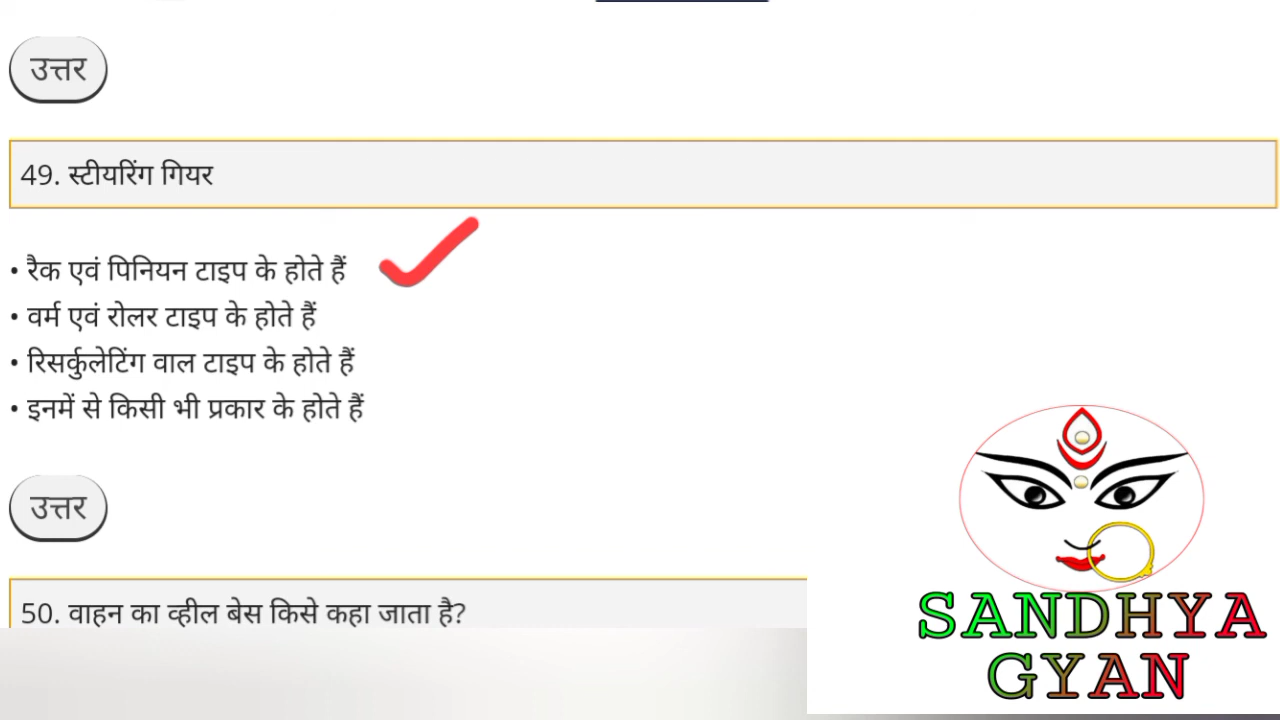 उत्तर
49. स्टीयरिंग गियर
• रैक एवं पिनियन टाइप के होते हैं
• वर्म एवं रोलर टाइप के होते हैं
• रिसर्कुलेटिंग वाल टाइप के होते हैं
• इनमें से किसी भी प्रकार के होते हैं
उत्तर
50. वाहन का व्हील बेस किसे कहा जाता है?
SANDHYA
GYAN